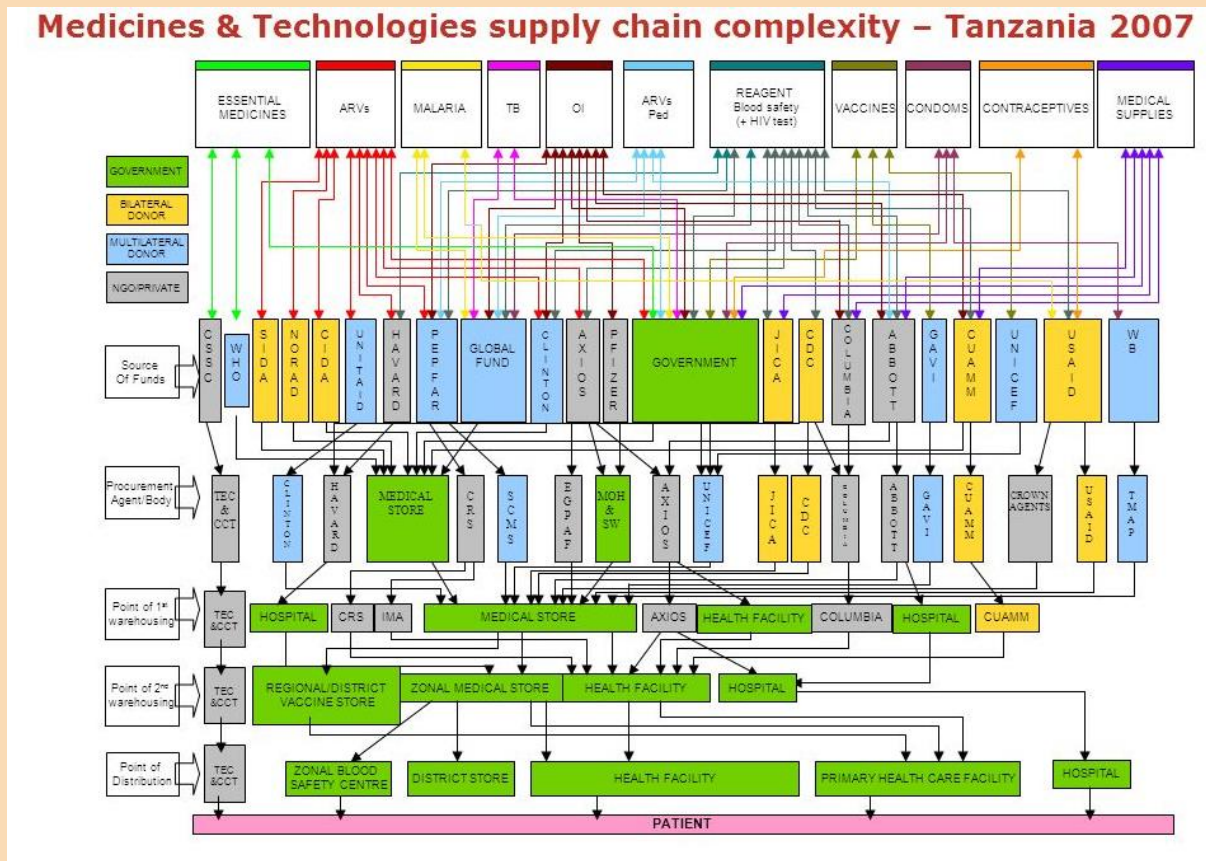 Medicines & Technologies supply chain complexity – Tanzania 2007
ESSENTIAL
MEDICINES
ARVs
MALARIA
TB
OI
ARVs
Ped
REAGENT
Blood safety
(+ HIV test)
VACCINES
CONDOMS
CONTRACEPTIVES
MEDICAL
SUPPLIES
GOVERNMENT
BILATERAL
DONOR
MULTILATERAL
DONOR
NGO/PRIVATE
Source
Of Funds
CSSC
WHO
SIDA
NORAD
CIDA
UNITAID
HAVARD
PEPFAR
GLOBAL
FUND
CLINTON
AXIOS
PFIZER
GOVERNMENT
JICA
CDC
COLUMBIA
ABBOTT
GAVI
CUAMM
UNICEF
USAID
WB
Procurement
Agent/Body
TEC
&
CCT
CLINTON
HAVARD
MEDICAL
STORE
CRS
SCMS
EGPAF
MOH
&
SW
AXIOS
UNICEF
JICA
CDC
COLUMBIA
ABBOTT
GAVI
CUAMM
CROWN
AGENTS
USAID
TMAP
Point of 1st
warehousing
TEC
&CCT
HOSPITAL
CRS
IMA
MEDICAL STORE
AXIOS
HEALTH FACILITY
COLUMBIA
HOSPITAL
CUAMM
Point of 2nd
warehousing
TEC
&CCT
REGIONAL/DISTRICT
VACCINE STORE
ZONAL MEDICAL STORE
HEALTH FACILITY
HOSPITAL
Point of
Distribution
TEC
&CCT
ZONAL BLOOD
SAFETY CENTRE
DISTRICT STORE
HEALTH FACILITY
PRIMARY HEALTH CARE FACILITY
HOSPITAL
PATIENT